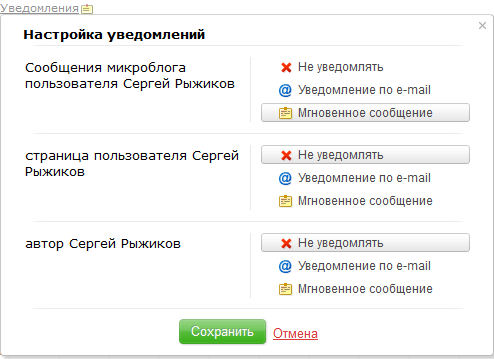 Уведомления
Настройка уведомлений
Сообщения микроблога
пользователя Сергей Рыжиков
Не уведомлять
Уведомление по e-mail
Мгновенное сообщение
страница пользователя Сергей
Рыжиков
Не уведомлять
Уведомление по e-mail
Мгновенное сообщение
автор Сергей Рыжиков
Не уведомлять
Уведомление по e-mail
Мгновенное сообщение
Сохранить Отмена